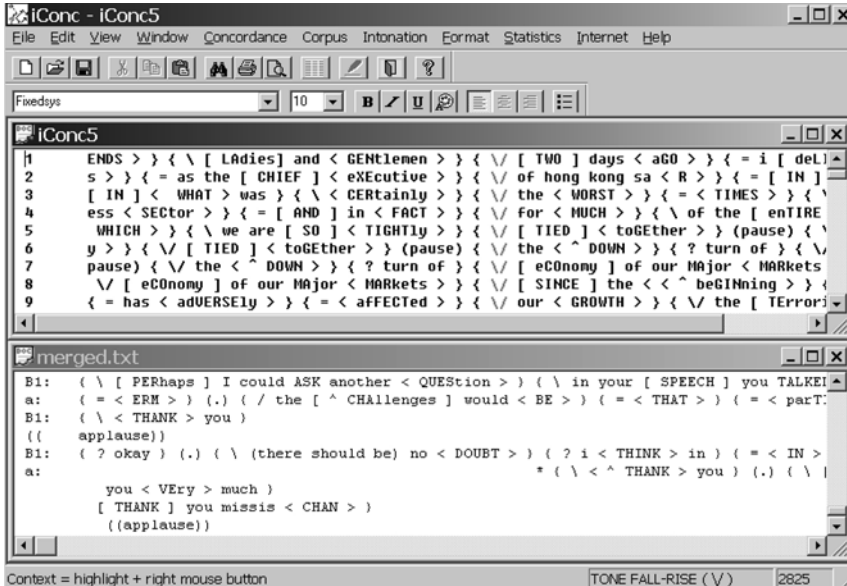 iConc - iConc5
File Edit View Window Concordance Corpus Intonation Format Statistics Internet Help
Fixedsys 10 B I U
iConc5
1 ENDS > } { \ [ LAdies] and < GENtlemen > } { \/ [ TWO ] days < aGO > } { = i [ deLI
2 s > } { = as the [ CHIEF ] < eXEcutive > } { \/ of hong kong sa < R > } { = [ IN ]
3 [ IN ] < WHAT > was } { \ < CERtainly > } { \/ the < WORST > } { = < TIMES > } { \
4 ess < SECtor > } { = [ AND ] in < FACT > } { \/ for < MUCH > } { \ of the [ enTIRE
5 WHICH > } { \ we are [ SO ] < TIGHTly > } { \/ [ TIED ] < toGEther > } (pause) { \
6 y > } { \/ [ TIED ] < toGEther > } (pause) { \/ the < ^ DOWN > } { ? turn of } { \/
7 pause) { \/ the < ^ DOWN > } { ? turn of } { \/ [ eCOnomy ] of our MAjor < MARkets
8 \/ [ eCOnomy ] of our MAjor < MARkets > } { \/ [ SINCE ] the < < ^ beGINning > } {
9 { = has < adVERSEly > } { = < afFECted > } { \/ our < GROWTH > } { \/ the [ TErrori
merged.txt
B1: ( \ [ PERhaps ] I could ASK another < QUEStion > ) ( \ in your [ SPEECH ] you TALKED
a: ( = < ERM > ) (.) ( / the [ ^ CHAllenges ] would < BE > ) ( = < THAT > ) ( = < parTI
B1: ( \ < THANK > you )
(( applause))
B1: ( ? okay ) (.) ( \ (there should be) no < DOUBT > ) ( ? i < THINK > in ) ( = < IN >
a: * ( \ < ^ THANK > you ) (.) ( \ [
you < VEry > much )
[ THANK ] you missis < CHAN > )
((applause))
Context = highlight + right mouse button TONE FALL-RISE ( \/ ) 2825